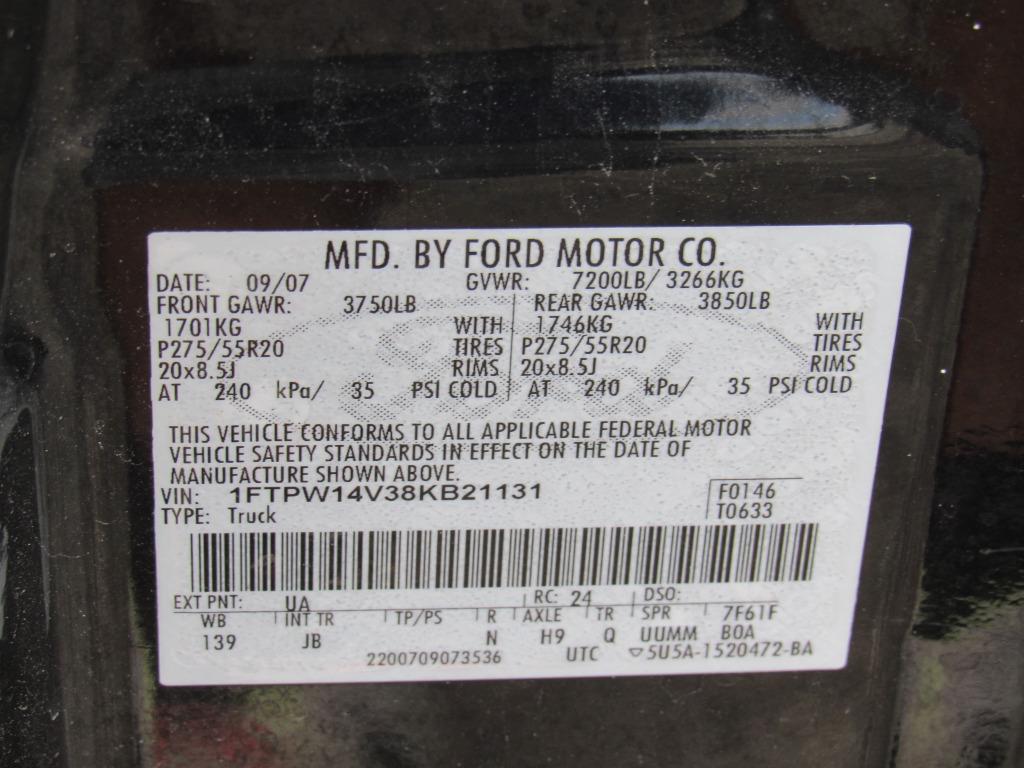 MFD. BY FORD MOTOR CO.
DATE: 09/07 GVWR: 7200LB/ 3266KG
FRONT GAWR: 3750LB REAR GAWR: 3850LB
1701KG WITH 1746KG WITH
P275/55R20 TIRES P275/55R20 TIRES
20x8.5J RIMS 20x8.5J RIMS
AT 240 kPa/ 35 PSI COLD AT 240 kPa/ 35 PSI COLD
THIS VEHICLE CONFORMS TO ALL APPLICABLE FEDERAL MOTOR
VEHICLE SAFETY STANDARDS IN EFFECT ON THE DATE OF
MANUFACTURE SHOWN ABOVE.
VIN: 1FTPW14V38KB21131 F0146
TYPE: Truck T0633
EXT PNT: UA RC: 24 DSO:
WB INT TR TP/PS R AXLE TR SPR 7F61F
139 JB N H9 Q UUMM BOA
2200709073536 UTC ▽5U5A-1520472-BA